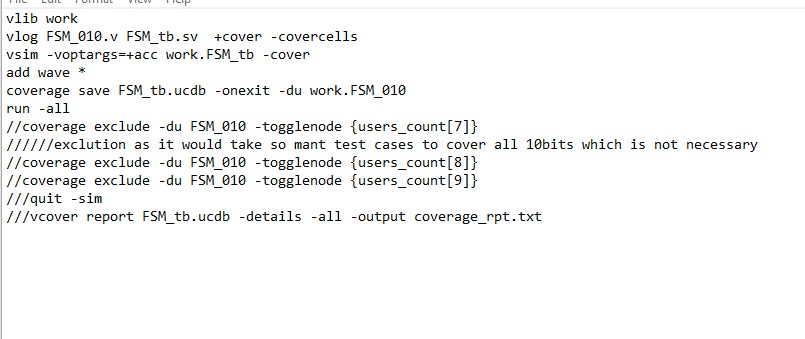 File Edit Format View Help
vlib work
vlog FSM_010.v FSM_tb.sv  +cover -covercells
vsim -voptargs=+acc work.FSM_tb -cover
add wave *
coverage save FSM_tb.ucdb -onexit -du work.FSM_010
run -all
//coverage exclude -du FSM_010 -togglenode {users_count[7]}
//////exclution as it would take so mant test cases to cover all 10bits which is not necessary
//coverage exclude -du FSM_010 -togglenode {users_count[8]}
//coverage exclude -du FSM_010 -togglenode {users_count[9]}
///quit -sim
///vcover report FSM_tb.ucdb -details -all -output coverage_rpt.txt